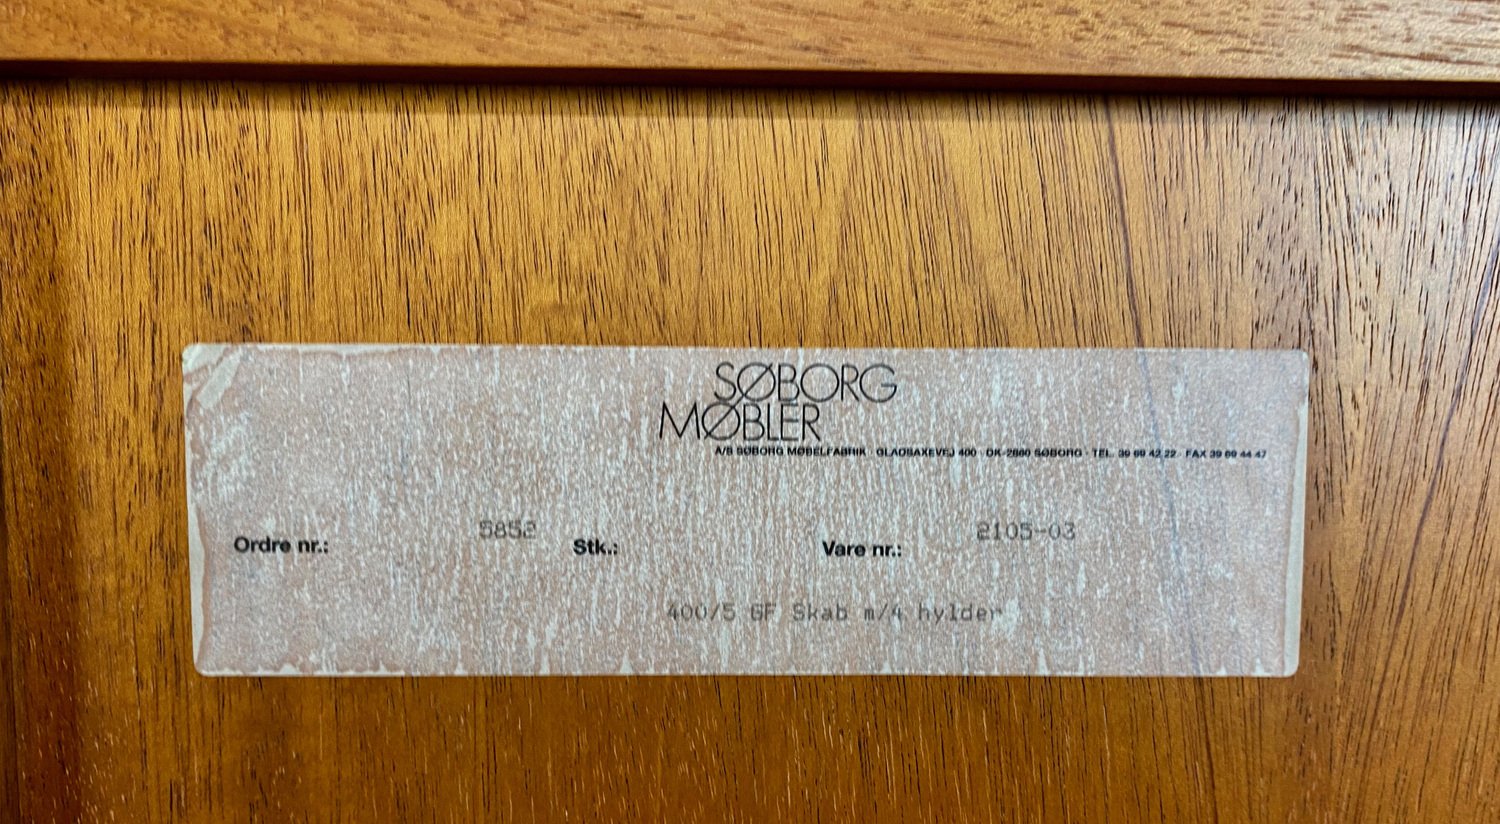 SØBORG
MØBLER
A/S SØBORG MØBELFABRIK · GLADSAXEVEJ 400 · DK-2860 SØBORG · TEL. 39 69 42 22 · FAX 39 69 44 47
Ordre nr.: 5852 Stk.: Vare nr.: 2105-03
400/5 GF Skab m/4 hylder